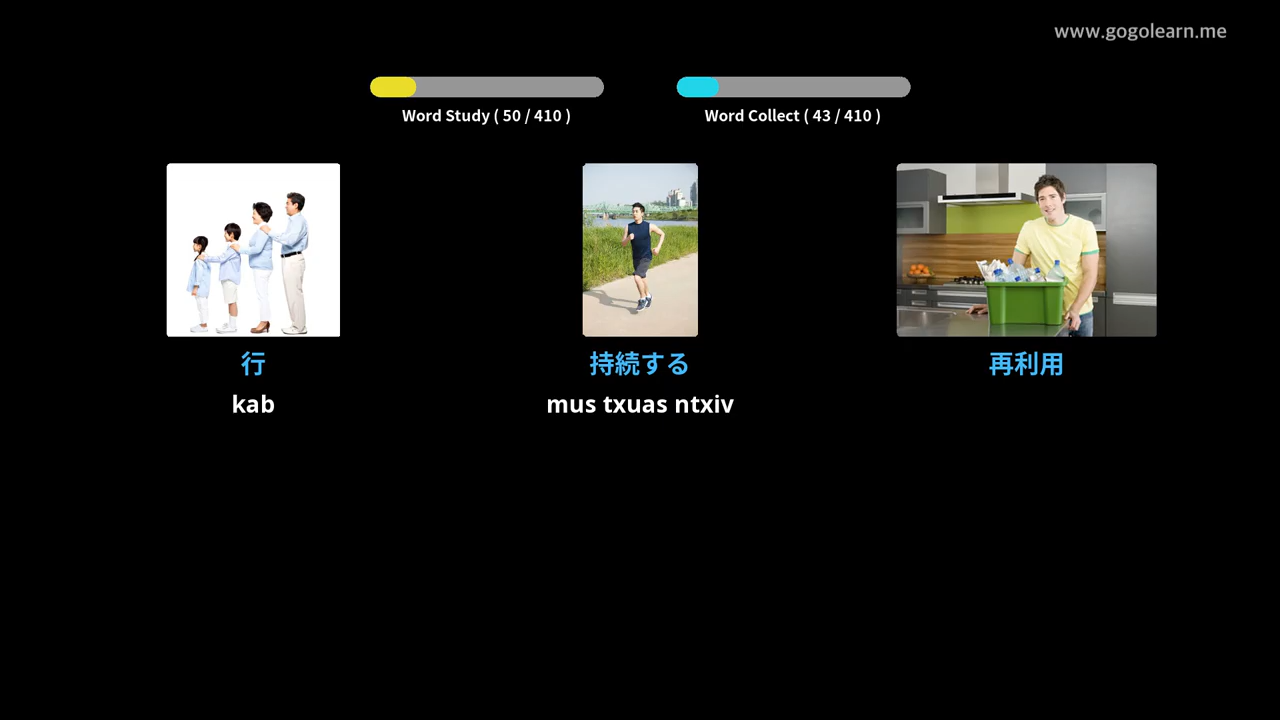 www.gogolearn.me
Word Study ( 50 / 410 )
Word Collect ( 43 / 410 )
行
持続する
再利用
kab
mus txuas ntxiv